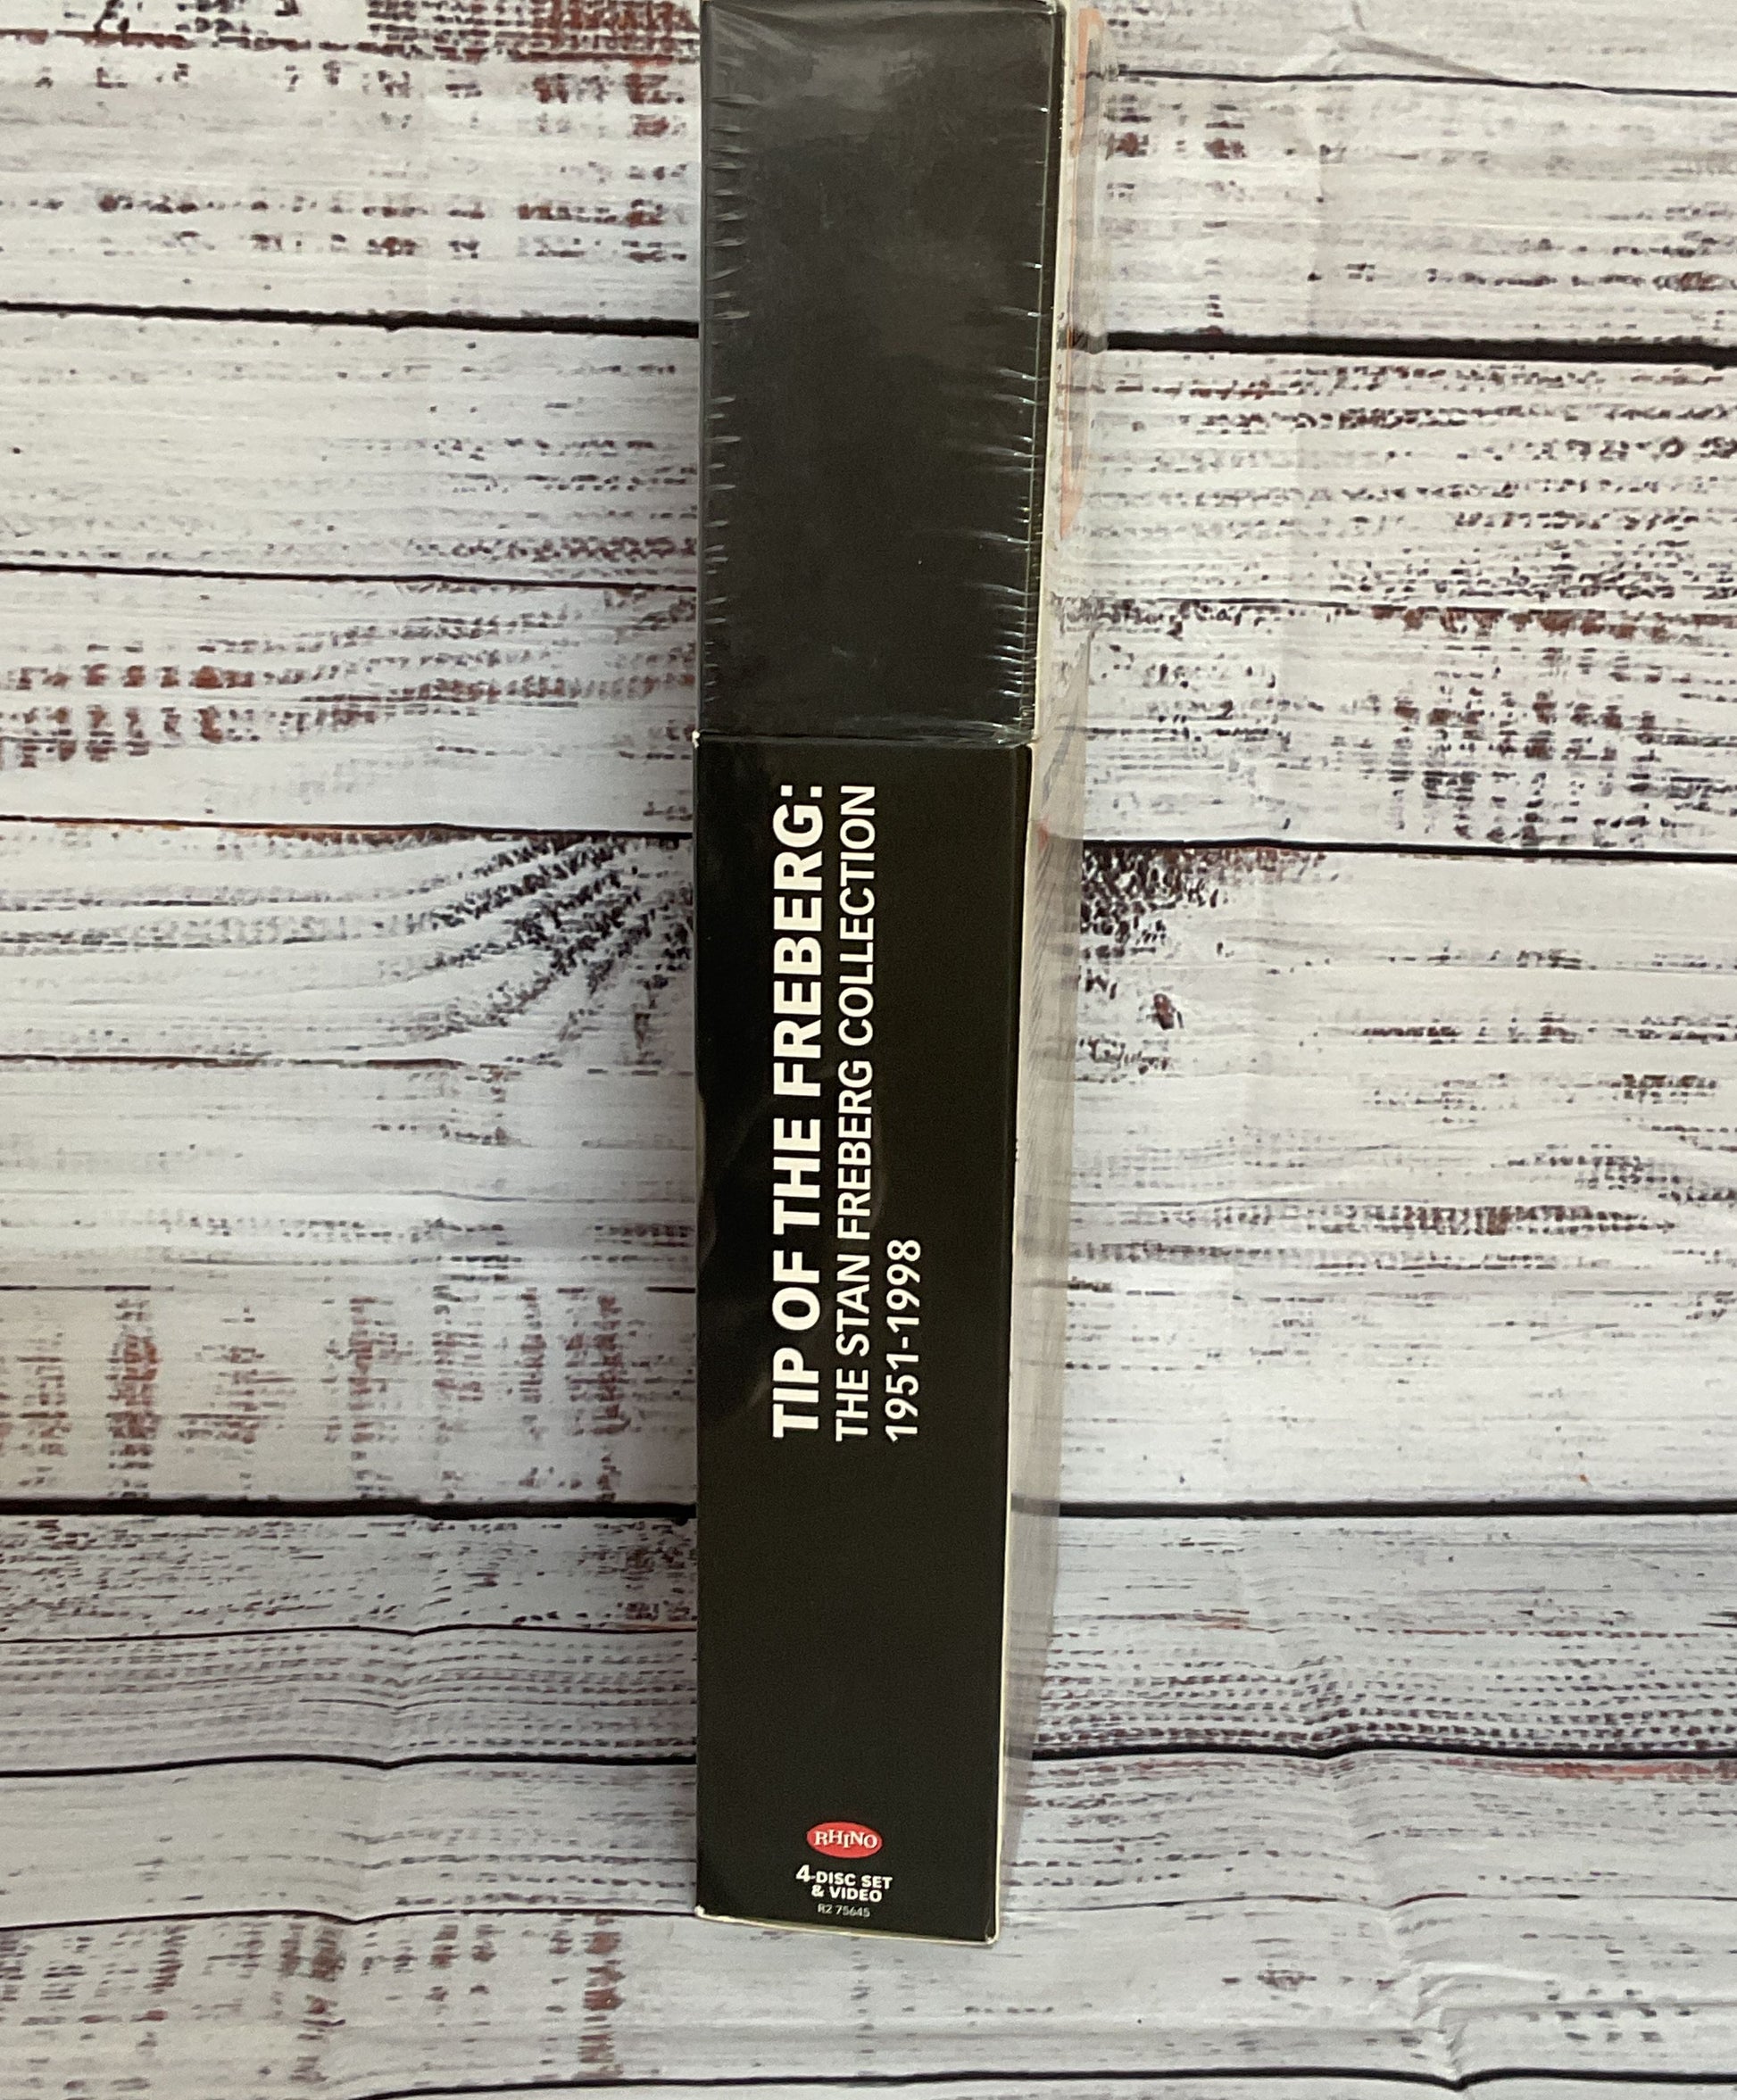 TIP OF THE FREBERG:
THE STAN FREBERG COLLECTION
1951-1998
RHINO
4-DISC SET
& VIDEO
R2 75645